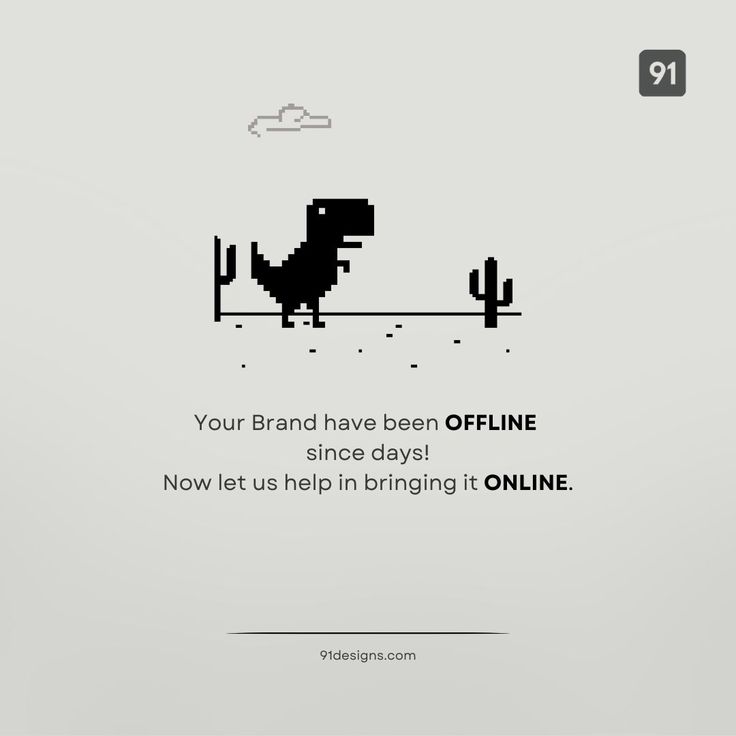 91
Your Brand have been OFFLINE
since days!
Now let us help in bringing it ONLINE.
91designs.com